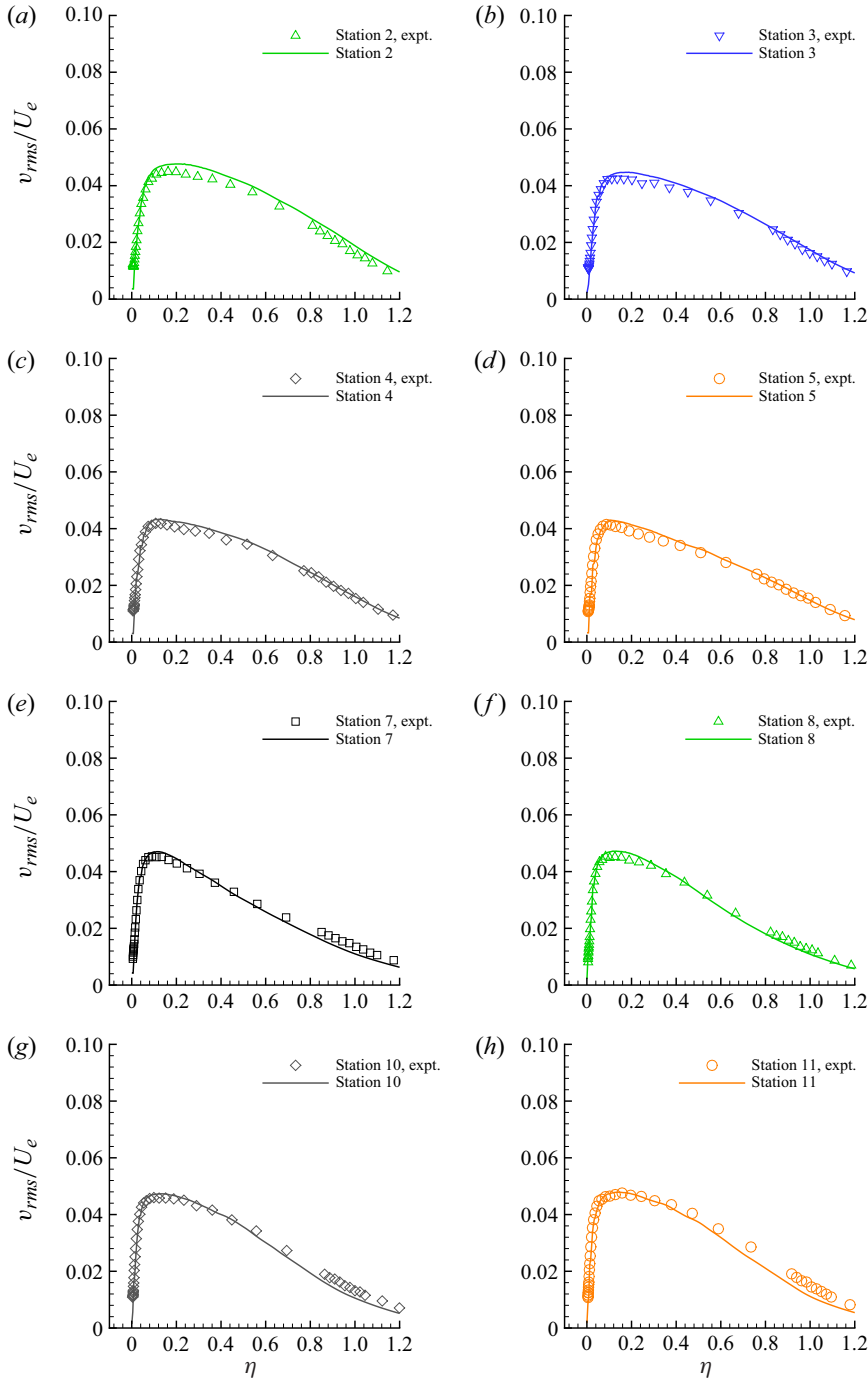 (a)
0.10
0.08
0.06
0.04
0.02
0
v_rms/U_e
Station 2, expt.
Station 2
0 0.2 0.4 0.6 0.8 1.0 1.2
(b)
0.10
0.08
0.06
0.04
0.02
0
Station 3, expt.
Station 3
0 0.2 0.4 0.6 0.8 1.0 1.2
(c)
0.10
0.08
0.06
0.04
0.02
0
v_rms/U_e
Station 4, expt.
Station 4
0 0.2 0.4 0.6 0.8 1.0 1.2
(d)
0.10
0.08
0.06
0.04
0.02
0
Station 5, expt.
Station 5
0 0.2 0.4 0.6 0.8 1.0 1.2
(e)
0.10
0.08
0.06
0.04
0.02
0
v_rms/U_e
Station 7, expt.
Station 7
0 0.2 0.4 0.6 0.8 1.0 1.2
(f)
0.10
0.08
0.06
0.04
0.02
0
Station 8, expt.
Station 8
0 0.2 0.4 0.6 0.8 1.0 1.2
(g)
0.10
0.08
0.06
0.04
0.02
0
v_rms/U_e
Station 10, expt.
Station 10
0 0.2 0.4 0.6 0.8 1.0 1.2
η
(h)
0.10
0.08
0.06
0.04
0.02
0
Station 11, expt.
Station 11
0 0.2 0.4 0.6 0.8 1.0 1.2
η